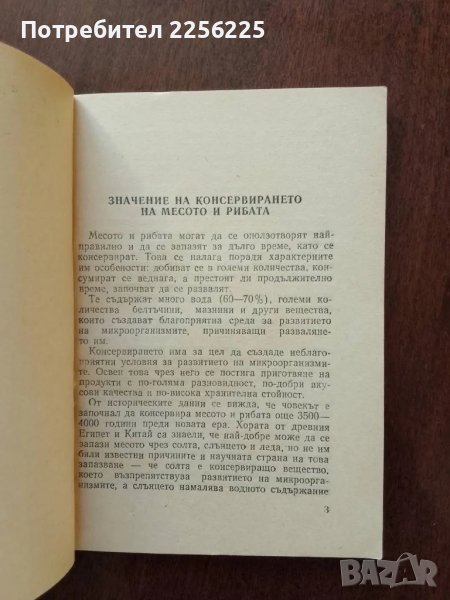 Потребител 2256225
ЗНАЧЕНИЕ НА КОНСЕРВИРАНЕТО
НА МЕСОТО И РИБАТА
Месото и рибата могат да се оползотворят най-
правилно и да се запазят за дълго време, като се
консервират. Това се налага поради характерните
им особености: добиват се в големи количества, кон-
сумират се веднага, а престоят ли продължително
време, започват да се развалят.
Те съдържат много вода (60—70%), големи ко-
личества белтъчини, мазнини и други вещества,
които създават благоприятна среда за развитието
на микроорганизмите, причиняващи разваляне-
то им.
Консервирането има за цел да създаде неблаго-
приятни условия за развитието на микроорганизми-
те. Освен това чрез него се постига приготвяне на
продукти с по-голяма разновидност, по-добри вку-
сови качества и по-висока хранителна стойност.
От историческите данни се вижда, че човекът е
започнал да консервира месото и рибата още 3500—
4000 години преди новата ера. Хората от древния
Египет и Китай са знаели, че най-добре може да се
запази месото чрез солта, слънцето и леда, но не им
били известни причините и научната страна на това
запазване — че солта е консервиращо вещество,
което възпрепятствува развитието на микроорга-
низмите, а слънцето намалява водното съдържание
3
BAZAR